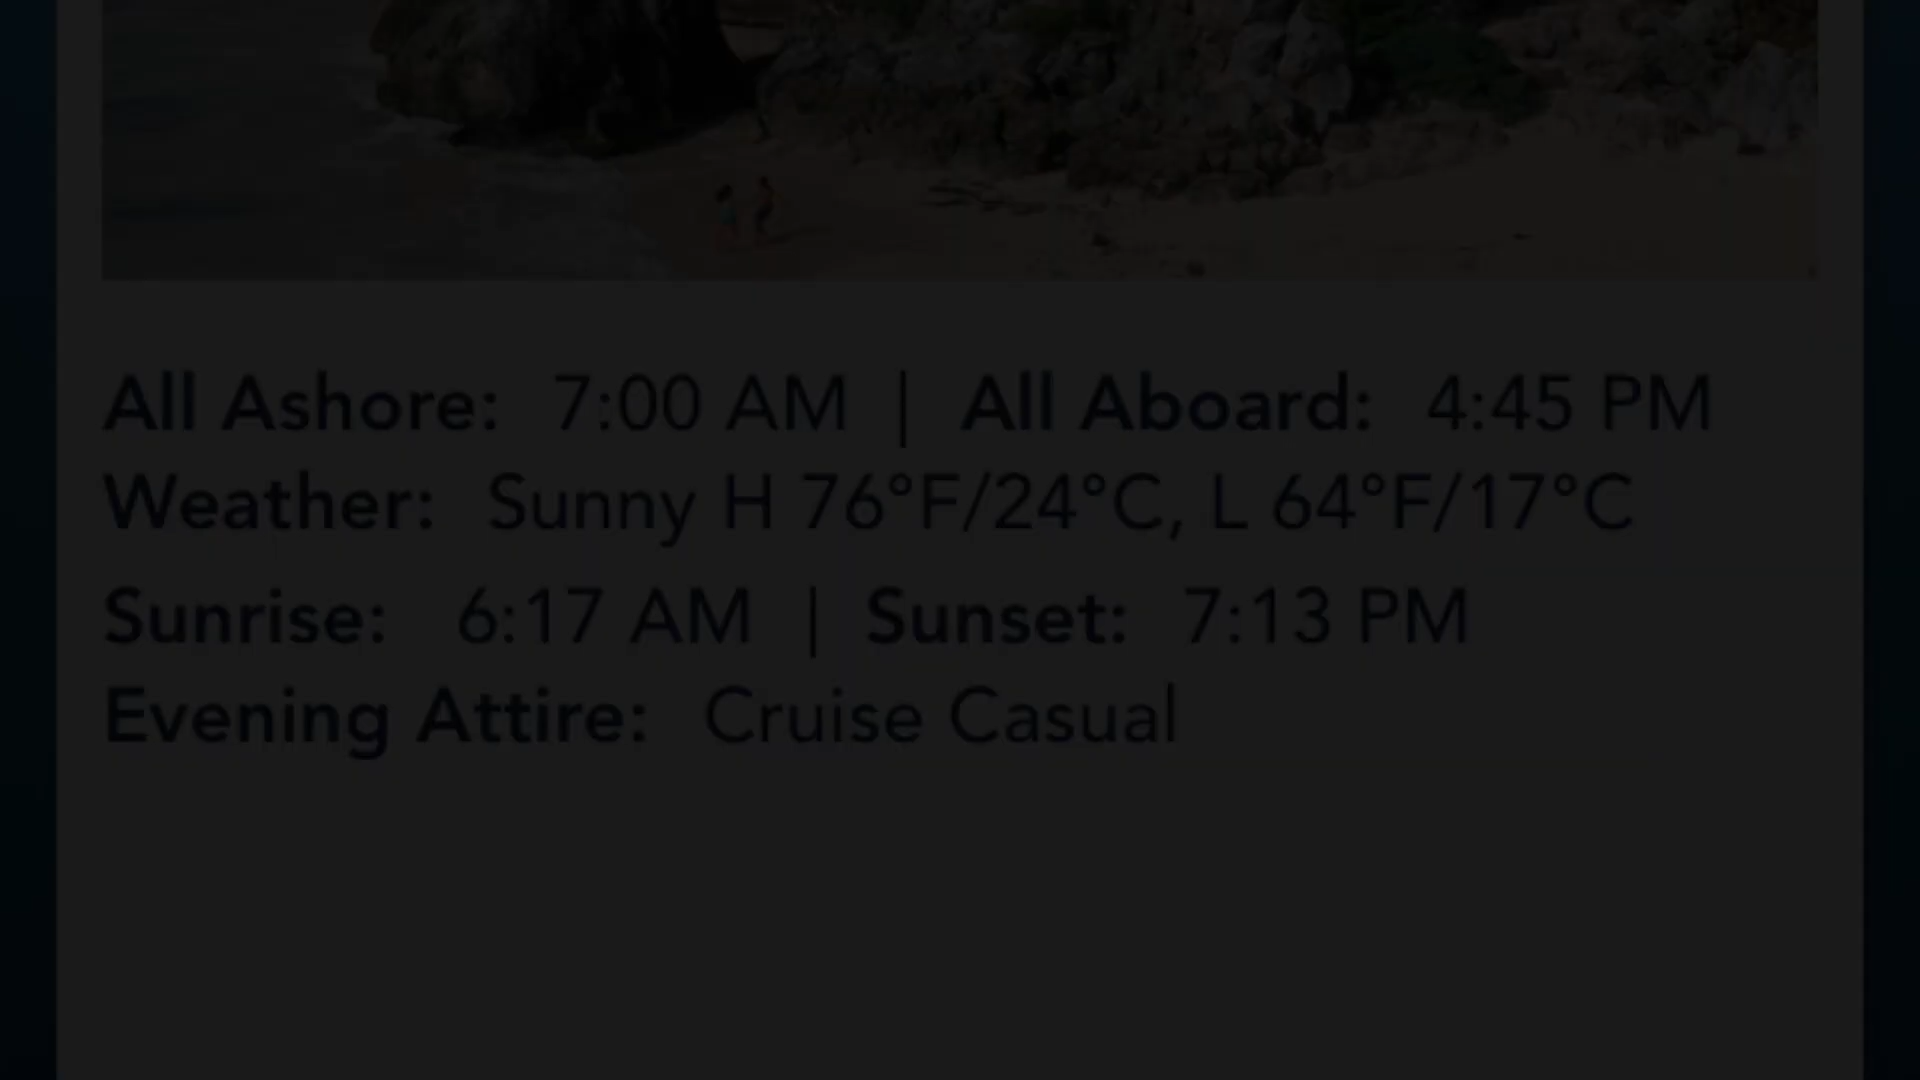 All Ashore: 7:00 AM | All Aboard: 4:45 PM
Weather: Sunny H 76°F/24°C, L 64°F/17°C
Sunrise: 6:17 AM | Sunset: 7:13 PM
Evening Attire: Cruise Casual